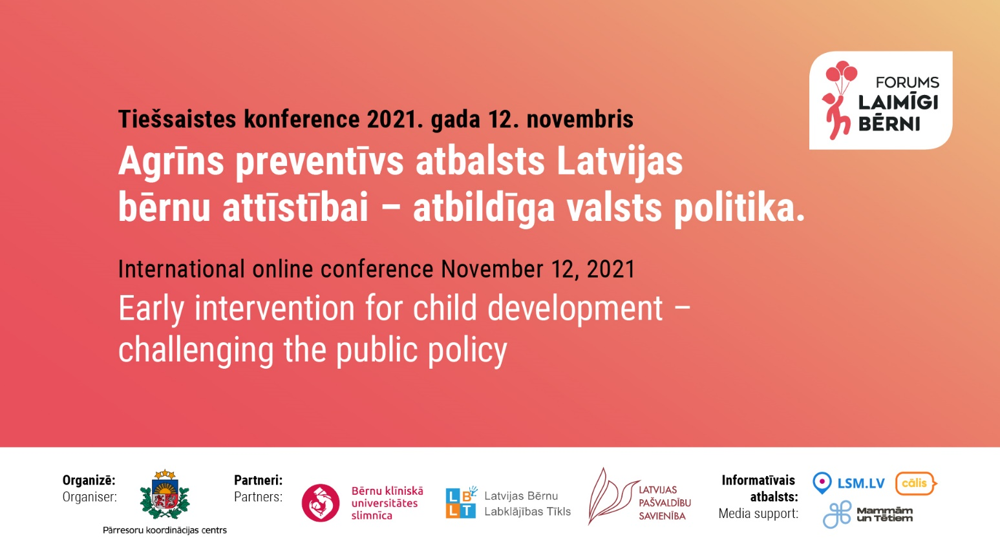 FORUMS
LAIMĪGI
BĒRNI
Tiešsaistes konference 2021. gada 12. novembris
Agrīns preventīvs atbalsts Latvijas
bērnu attīstībai – atbildīga valsts politika.
International online conference November 12, 2021
Early intervention for child development –
challenging the public policy
Organizē:
Organiser:
Pārresoru koordinācijas centrs
Partneri:
Partners:
Bērnu klīniskā
universitātes
slimnīca
LB
LT
Latvijas Bērnu
Labklājības Tīkls
LATVIJAS
PAŠVALDĪBU
SAVIENĪBA
Informatīvais
atbalsts:
Media support:
LSM.LV
cālis
Mammām
un Tētiem